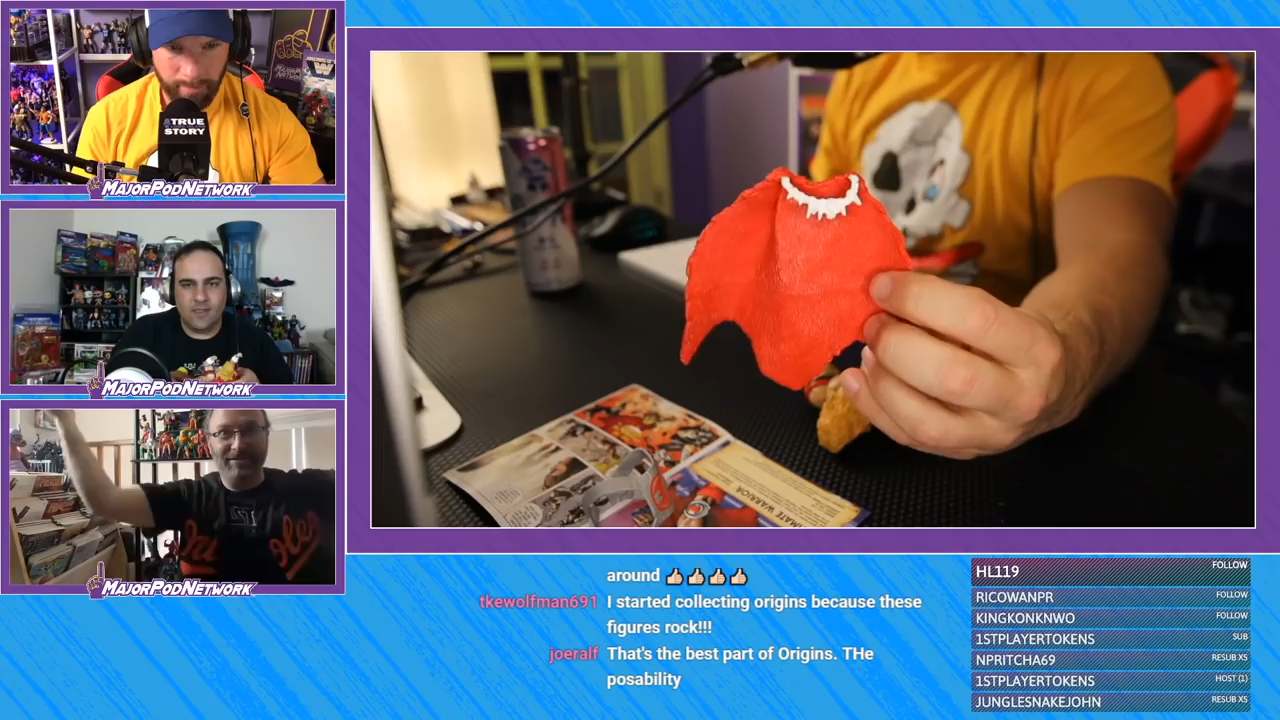 TRUE
STORY
MAJORPODNETWORK
MAJORPODNETWORK
MAJORPODNETWORK
around 👍🏻👍🏻👍🏻👍🏻
tkewolfman691 I started collecting origins because these
figures rock!!!
joeralf That's the best part of Origins. THe
posability
HL119 FOLLOW
RICOWANPR FOLLOW
KINGKONKNWO FOLLOW
1STPLAYERTOKENS SUB
NPRITCHA69 RESUB X5
1STPLAYERTOKENS HOST (1)
JUNGLESNAKEJOHN RESUB X5